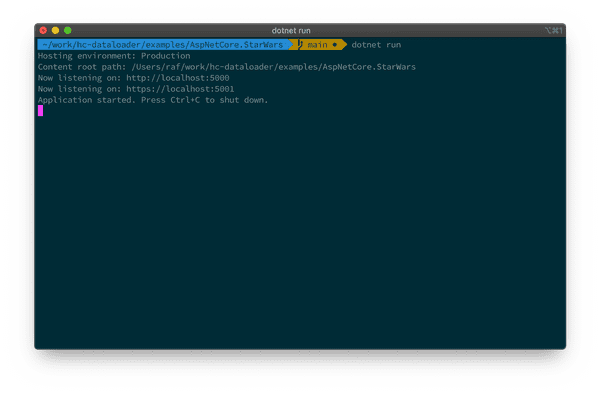 dotnet run
⌥⌘1
~/work/hc-dataloader/examples/AspNetCore.StarWars main ● dotnet run
Hosting environment: Production
Content root path: /Users/raf/work/hc-dataloader/examples/AspNetCore.StarWars
Now listening on: http://localhost:5000
Now listening on: https://localhost:5001
Application started. Press Ctrl+C to shut down.